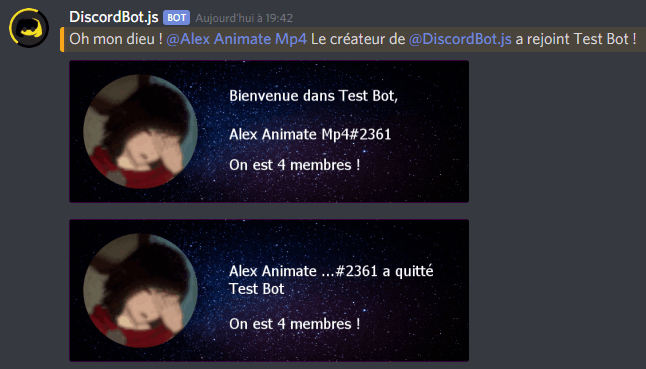 DiscordBot.js BOT Aujourd'hui à 19:42
Oh mon dieu ! @Alex Animate Mp4 Le créateur de @DiscordBot.js a rejoint Test Bot !
Bienvenue dans Test Bot,
Alex Animate Mp4#2361
On est 4 membres !
Alex Animate ...#2361 a quitté
Test Bot
On est 4 membres !